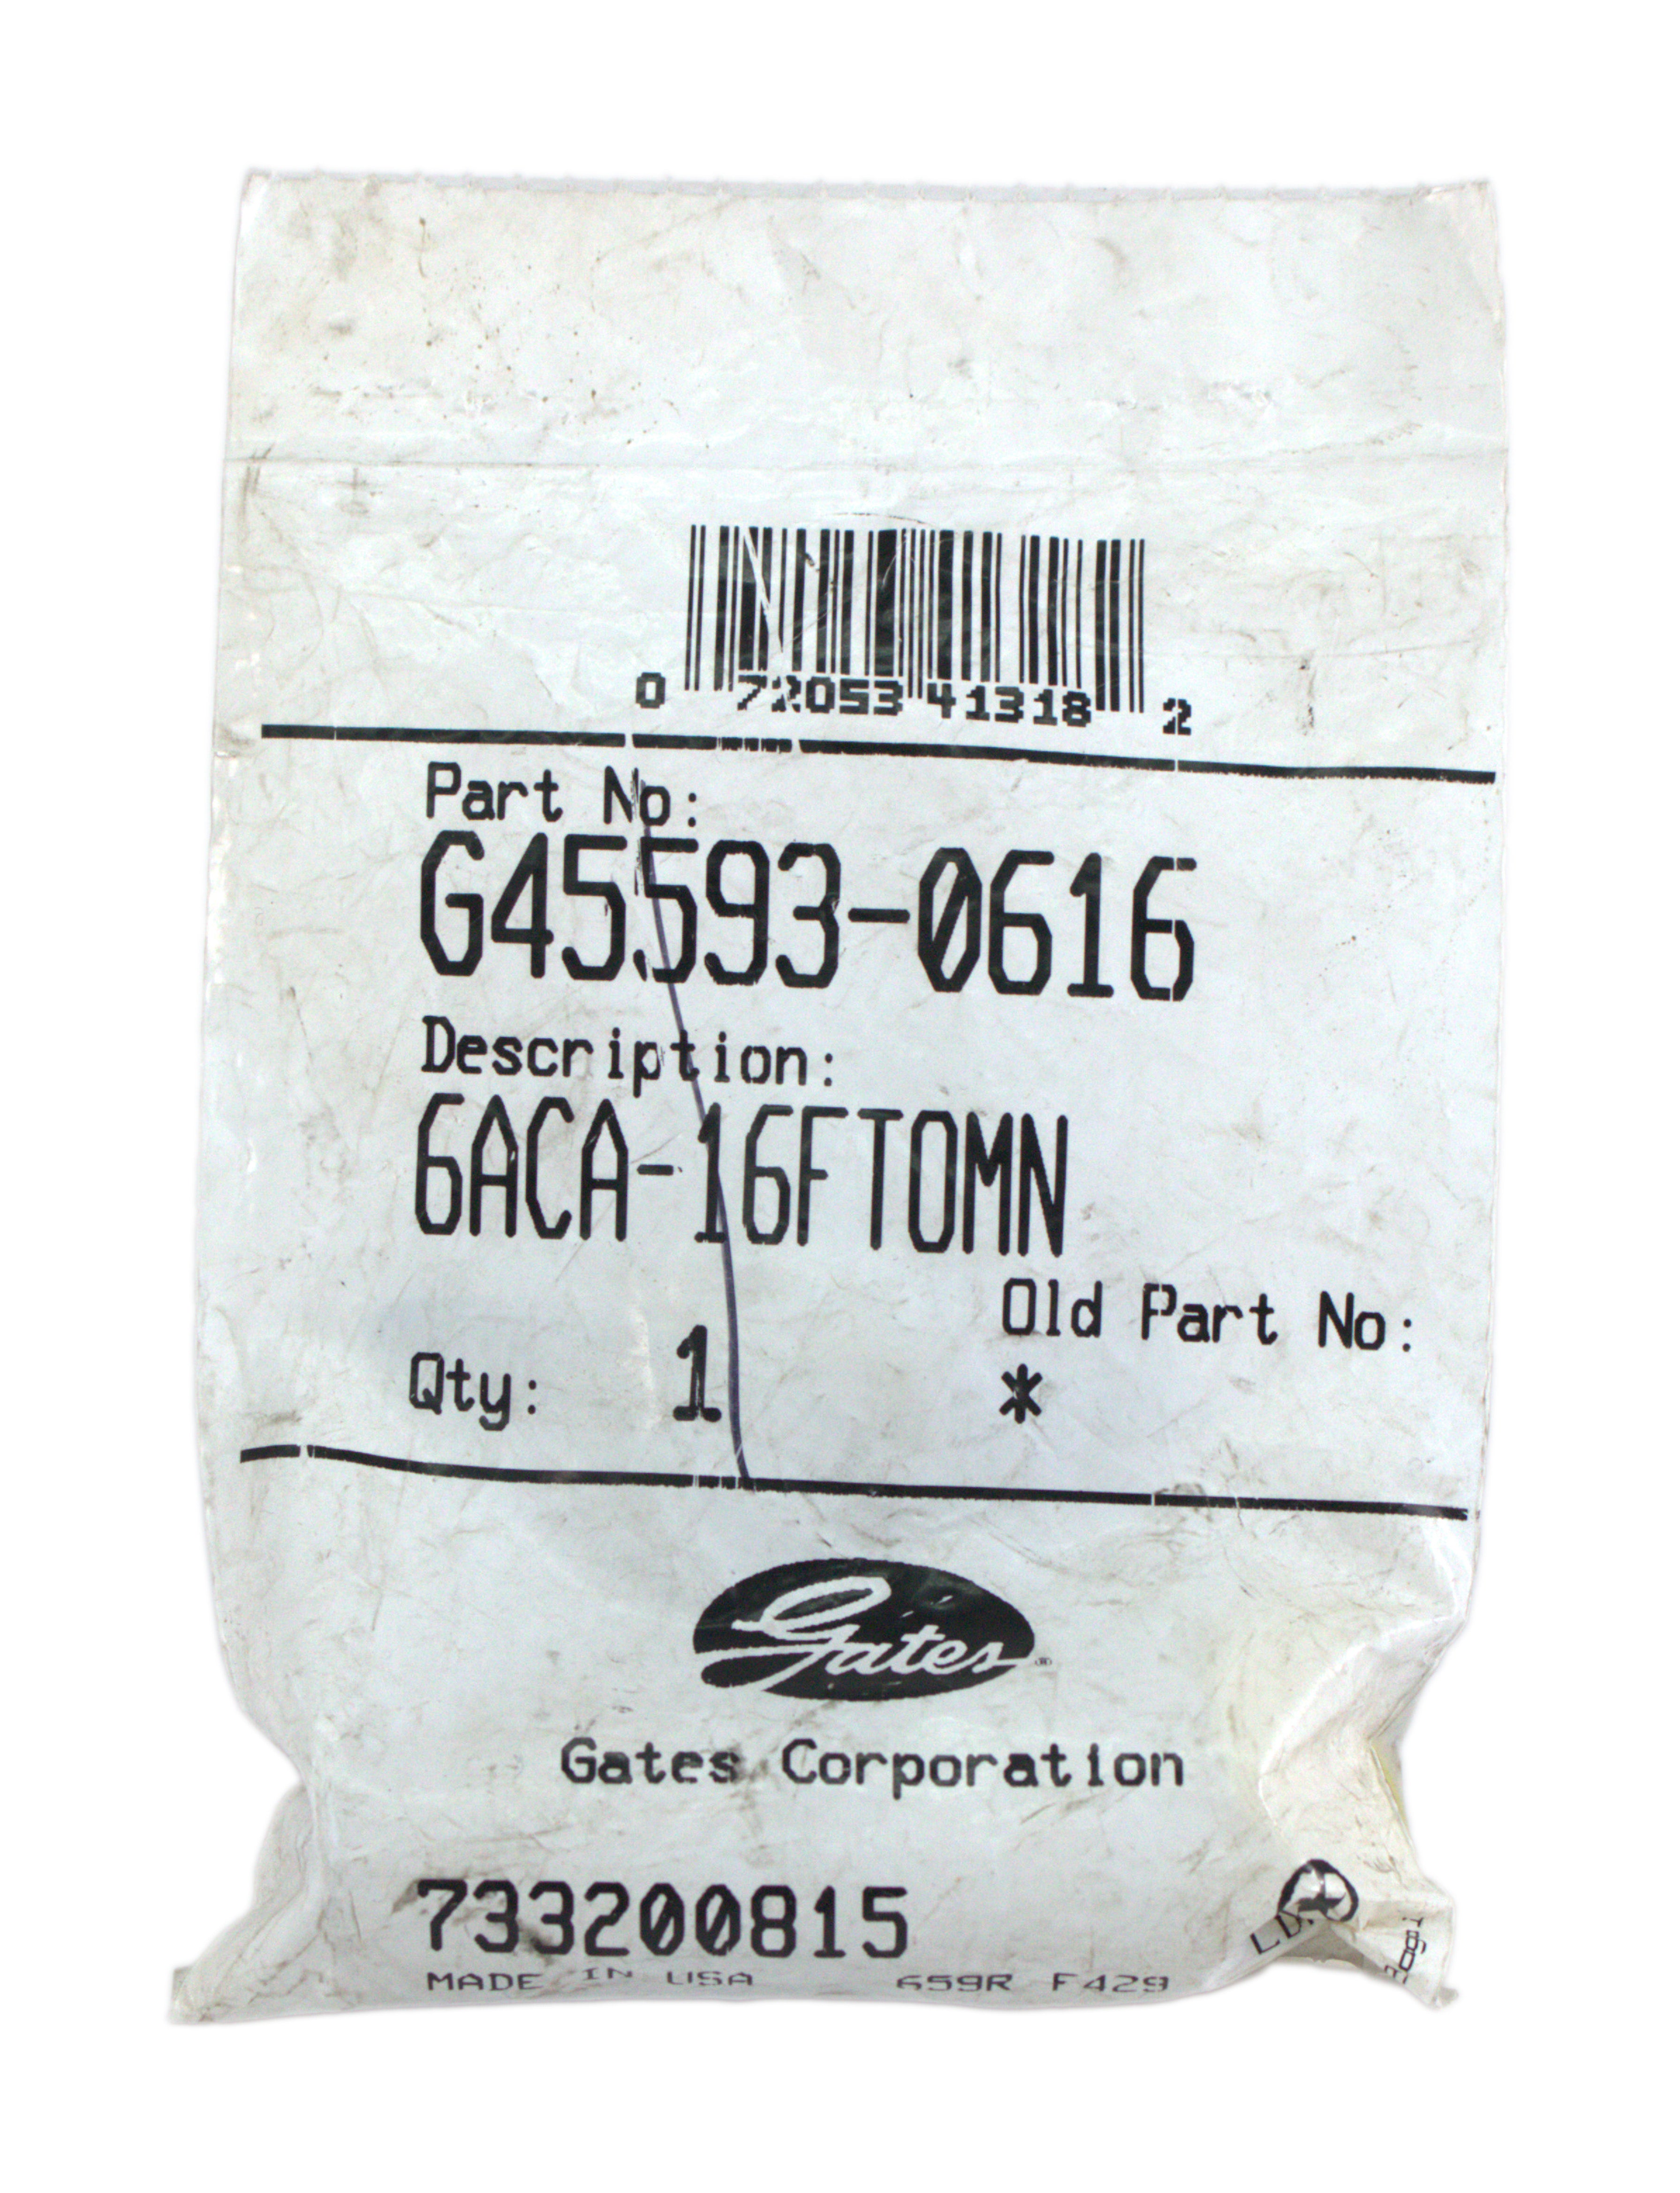 0 72053 41318 2
Part No:
G45593-0616
Description:
6ACA-16FTOMN
Old Part No:
Qty: 1 *
Gates®
Gates Corporation
733200815
MADE IN USA 659R F429